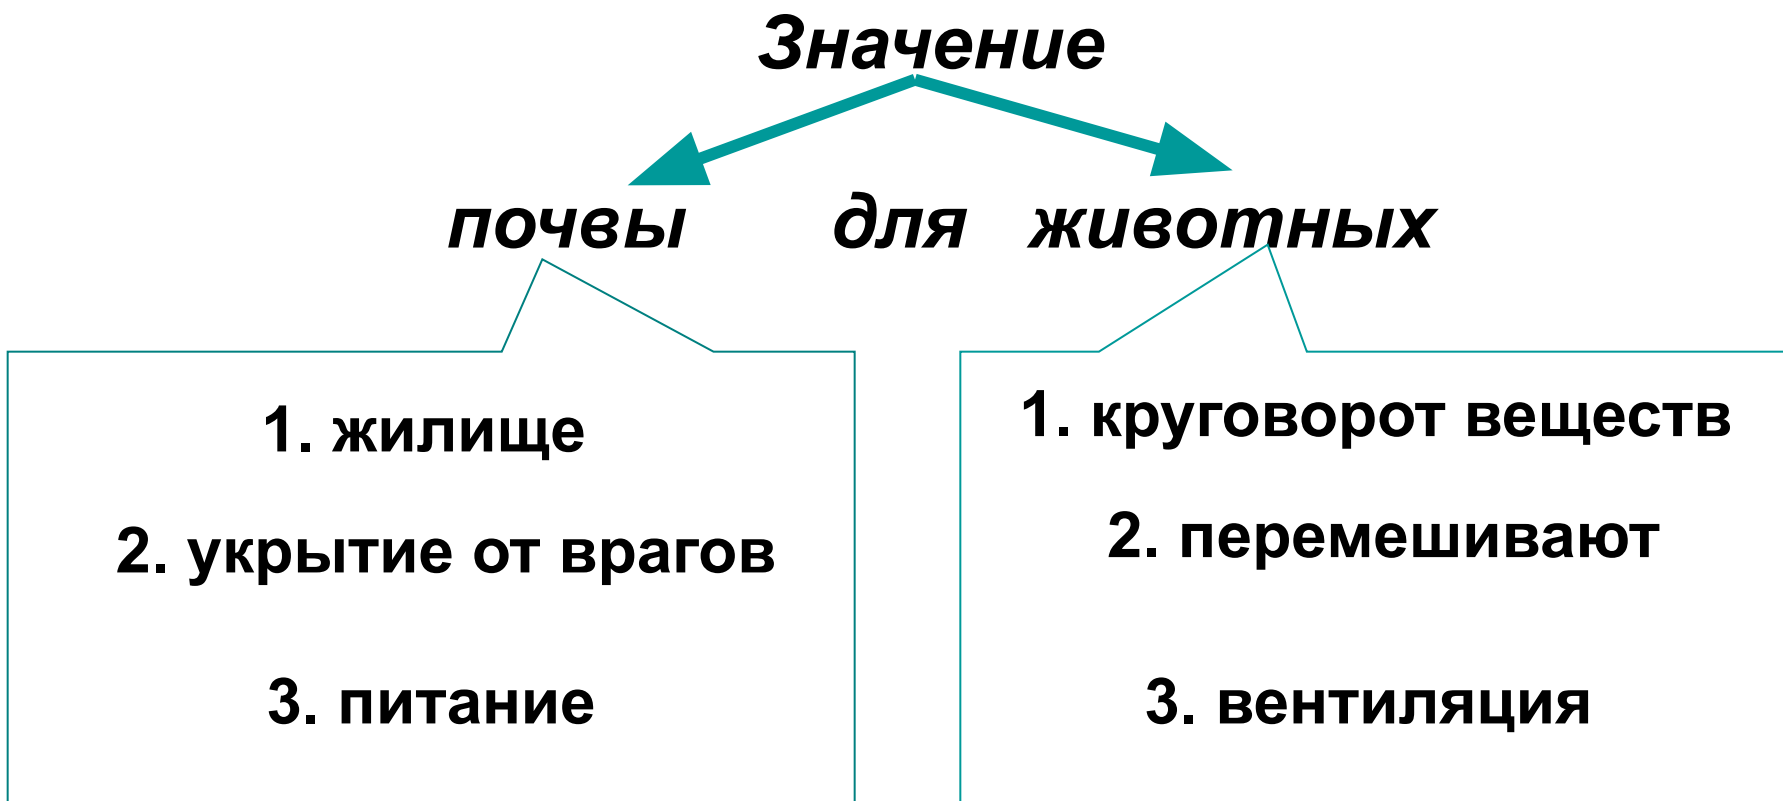 Значение
почвы для животных
1. жилище
2. укрытие от врагов
3. питание
1. круговорот веществ
2. перемешивают
3. вентиляция